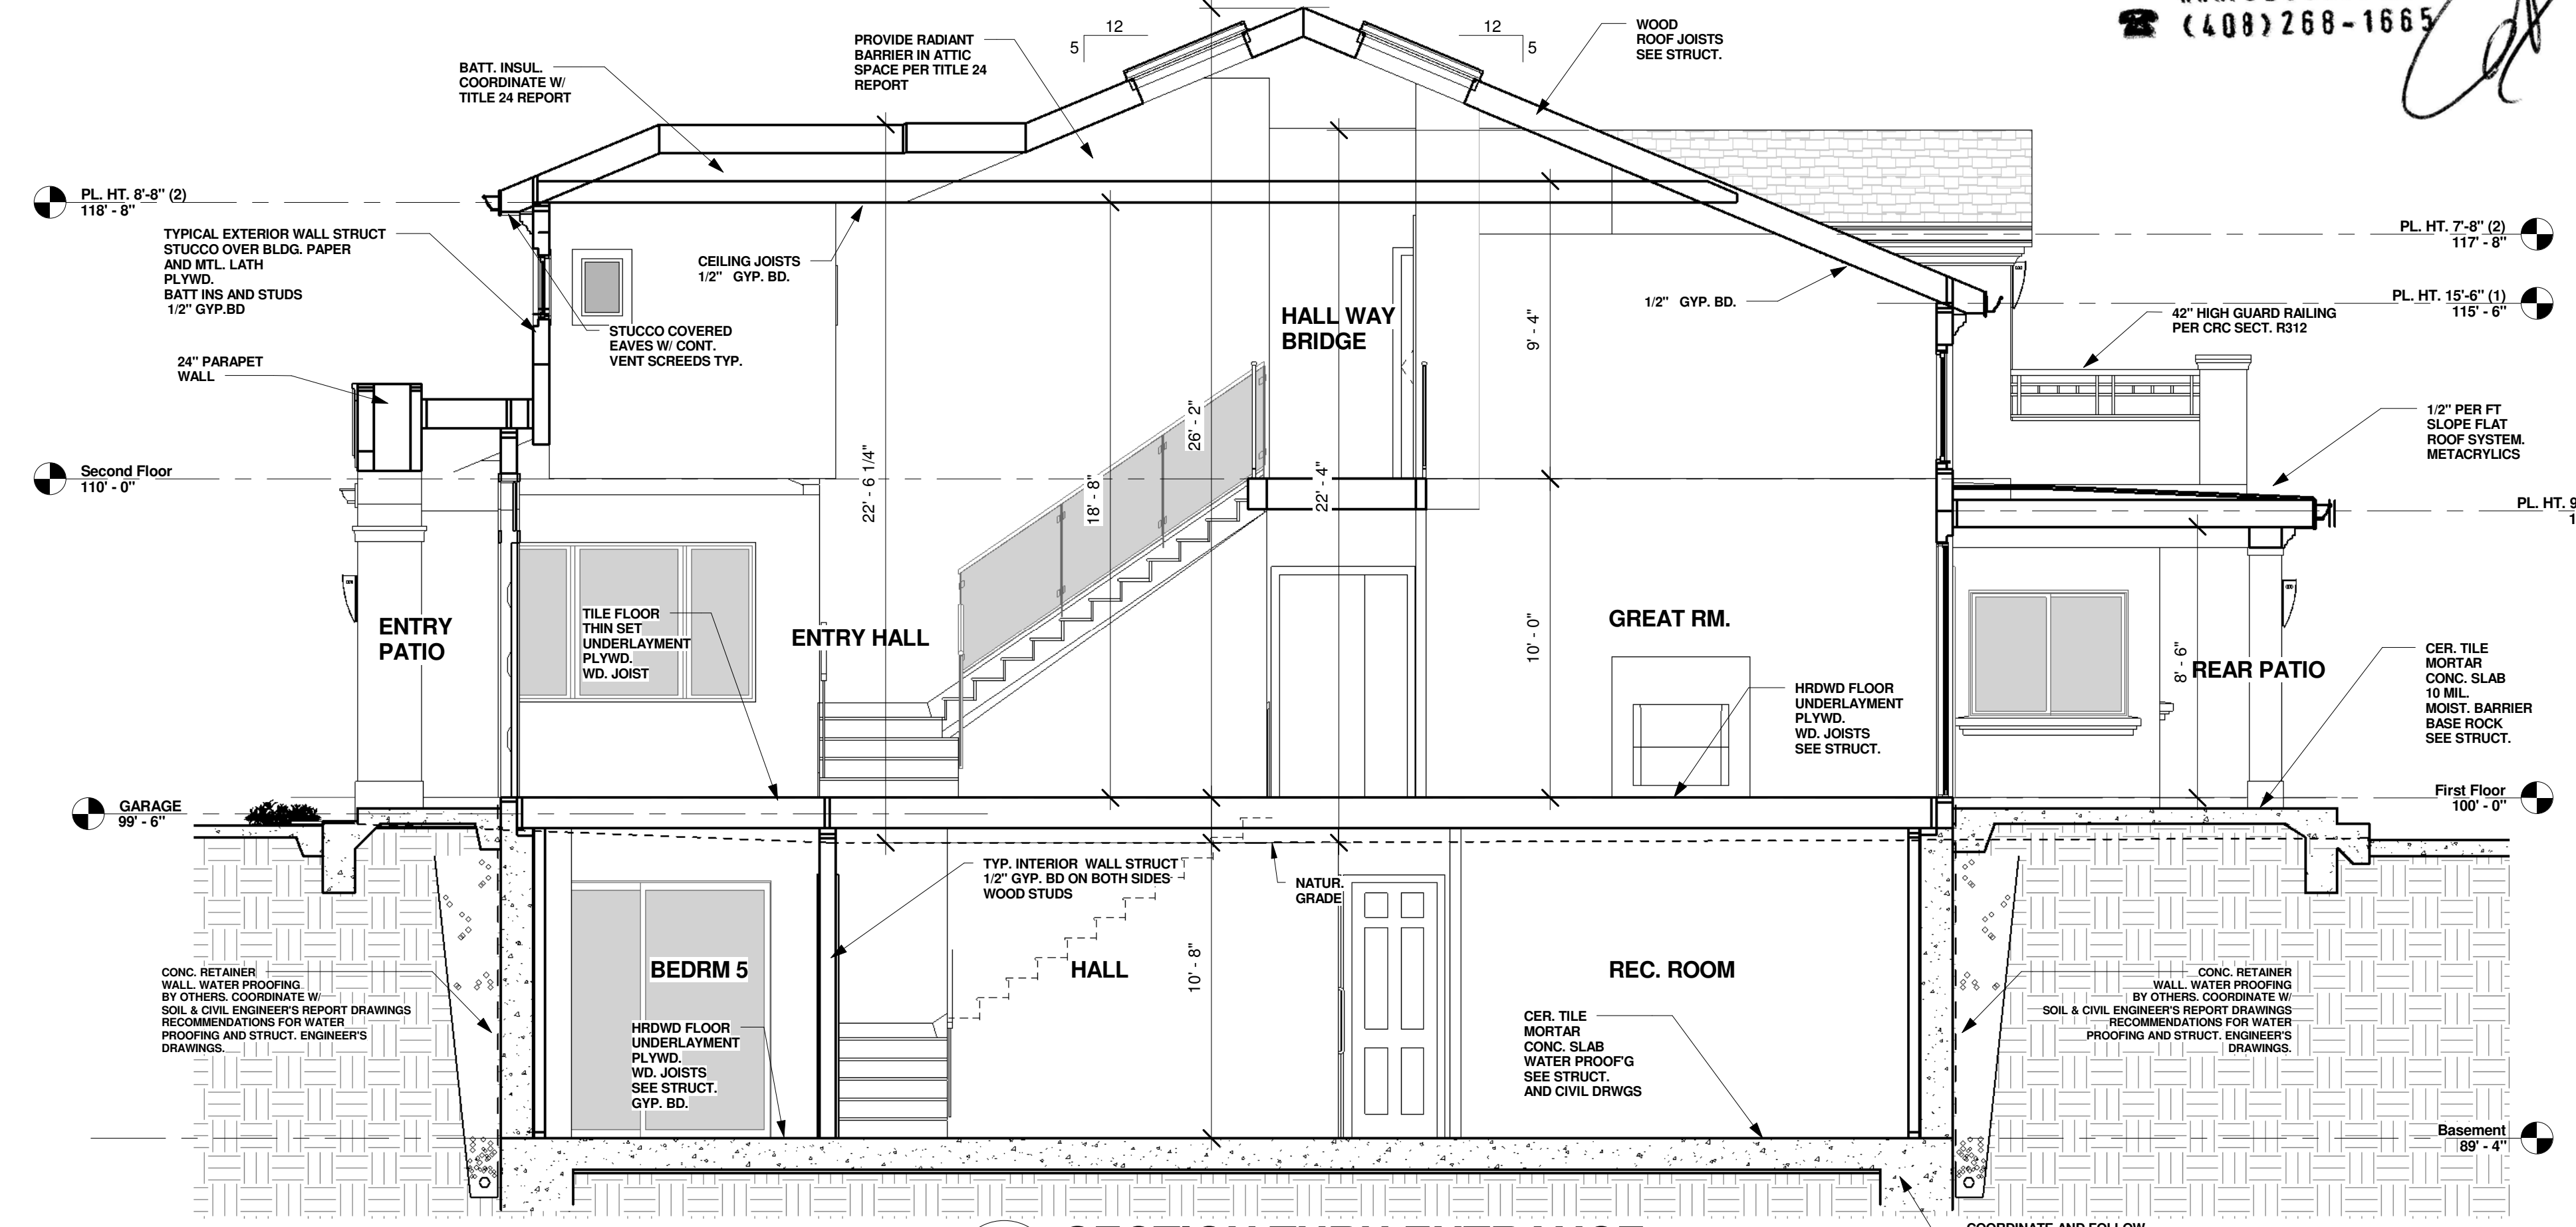 (408)268-1665
12
5
12
5
WOOD
ROOF JOISTS
SEE STRUCT.
PROVIDE RADIANT
BARRIER IN ATTIC
SPACE PER TITLE 24
REPORT
BATT. INSUL.
COORDINATE W/
TITLE 24 REPORT
PL. HT. 8'-8" (2)
118' - 8"
TYPICAL EXTERIOR WALL STRUCT
STUCCO OVER BLDG. PAPER
AND MTL. LATH
PLYWD.
BATT INS AND STUDS
1/2" GYP.BD
CEILING JOISTS
1/2" GYP. BD.
STUCCO COVERED
EAVES W/ CONT.
VENT SCREEDS TYP.
24" PARAPET
WALL
HALL WAY
BRIDGE
9' - 4"
1/2" GYP. BD.
PL. HT. 7'-8" (2)
117' - 8"
PL. HT. 15'-6" (1)
115' - 6"
42" HIGH GUARD RAILING
PER CRC SECT. R312
1/2" PER FT
SLOPE FLAT
ROOF SYSTEM.
METACRYLICS
Second Floor
110' - 0"
22' - 6 1/4"
18' - 8"
26' - 2"
22' - 4"
PL. HT. 9
1
ENTRY
PATIO
TILE FLOOR
THIN SET
UNDERLAYMENT
PLYWD.
WD. JOIST
ENTRY HALL
10' - 0"
GREAT RM.
HRDWD FLOOR
UNDERLAYMENT
PLYWD.
WD. JOISTS
SEE STRUCT.
8' - 6"
REAR PATIO
CER. TILE
MORTAR
CONC. SLAB
10 MIL.
MOIST. BARRIER
BASE ROCK
SEE STRUCT.
GARAGE
99' - 6"
First Floor
100' - 0"
TYP. INTERIOR WALL STRUCT
1/2" GYP. BD ON BOTH SIDES
WOOD STUDS
NATUR.
GRADE
BEDRM 5
HALL
10' - 8"
REC. ROOM
CONC. RETAINER
WALL. WATER PROOFING
BY OTHERS. COORDINATE W/
SOIL & CIVIL ENGINEER'S REPORT DRAWINGS
RECOMMENDATIONS FOR WATER
PROOFING AND STRUCT. ENGINEER'S
DRAWINGS.
HRDWD FLOOR
UNDERLAYMENT
PLYWD.
WD. JOISTS
SEE STRUCT.
GYP. BD.
CER. TILE
MORTAR
CONC. SLAB
WATER PROOF'G
SEE STRUCT.
AND CIVIL DRWGS
CONC. RETAINER
WALL. WATER PROOFING
BY OTHERS. COORDINATE W/
SOIL & CIVIL ENGINEER'S REPORT DRAWINGS
RECOMMENDATIONS FOR WATER
PROOFING AND STRUCT. ENGINEER'S
DRAWINGS.
Basement
89' - 4"
SECTION THRU ENTRANCE
COORDINATE AND FOLLOW